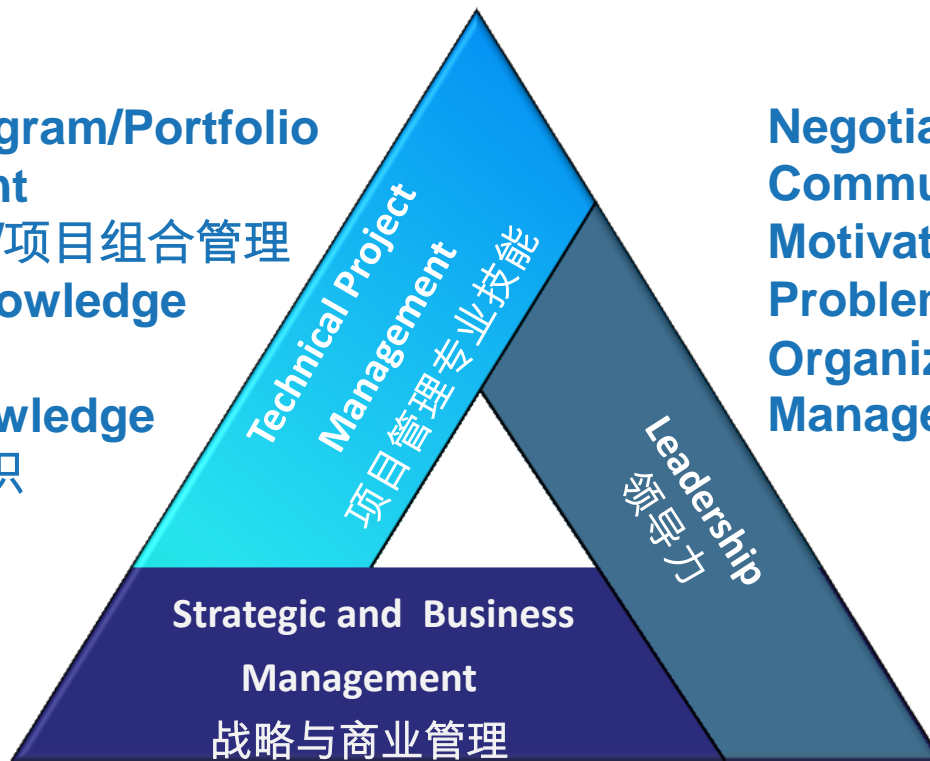 gram/Portfolio
nt
/项目组合管理
owledge
wledge
识
Technical Project
Management
项目管理专业技能
Leadership
领导力
Strategic and Business
Management
战略与商业管理
Negotia
Commu
Motivat
Problem
Organiz
Manage